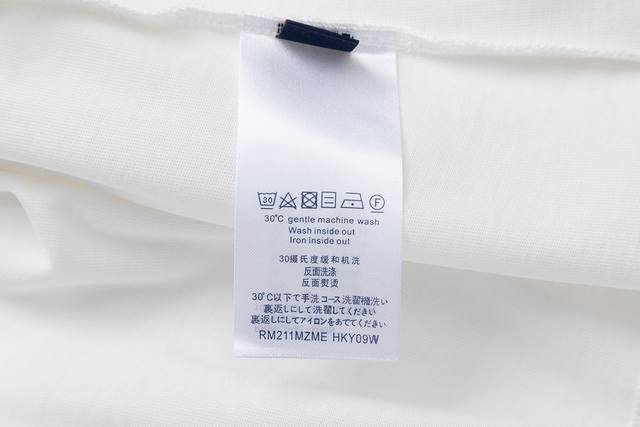 30
F
30°C gentle machine wash
Wash inside out
Iron inside out
30摄氏度缓和机洗
反面洗涤
反面熨烫
30°C以下で手洗コース洗濯機洗い
裏返しにして洗濯してください
裏返しにしてアイロンをあててください
RM211MZME HKY09W